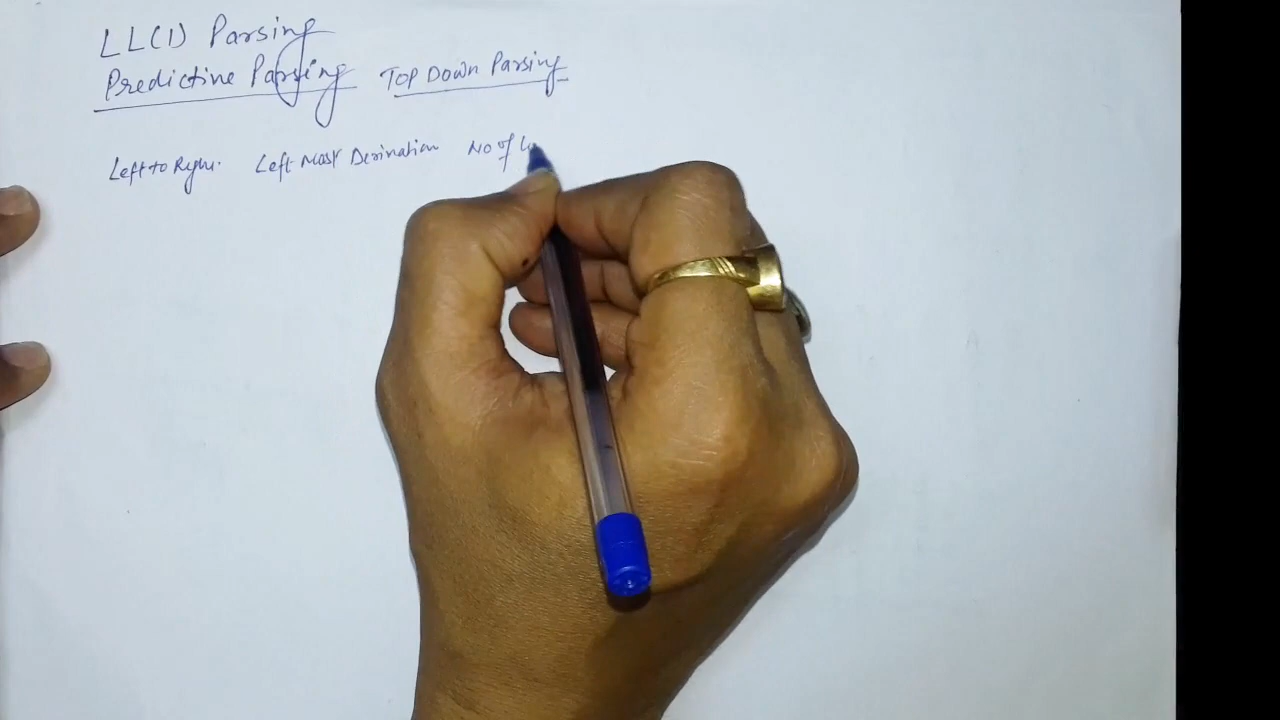 LL(1) Parsing
Predictive Parsing Top Down Parsing
Left to Right. Left Most Derivation No of